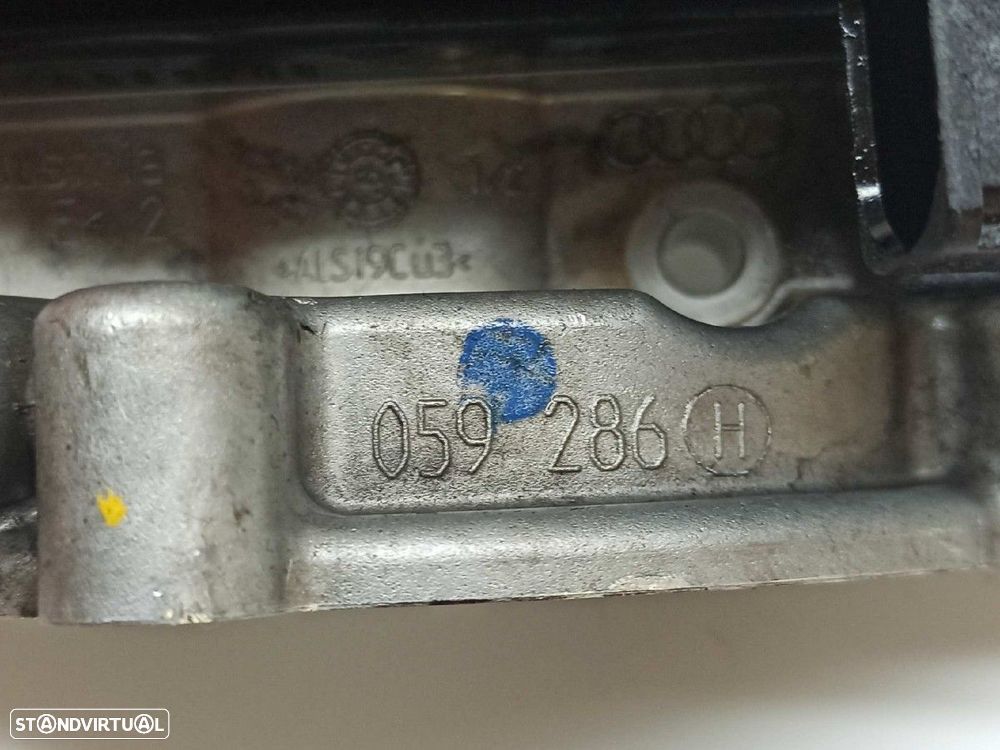 >ALSi9Cu3<
059 286 H
STANDVIRTUAL